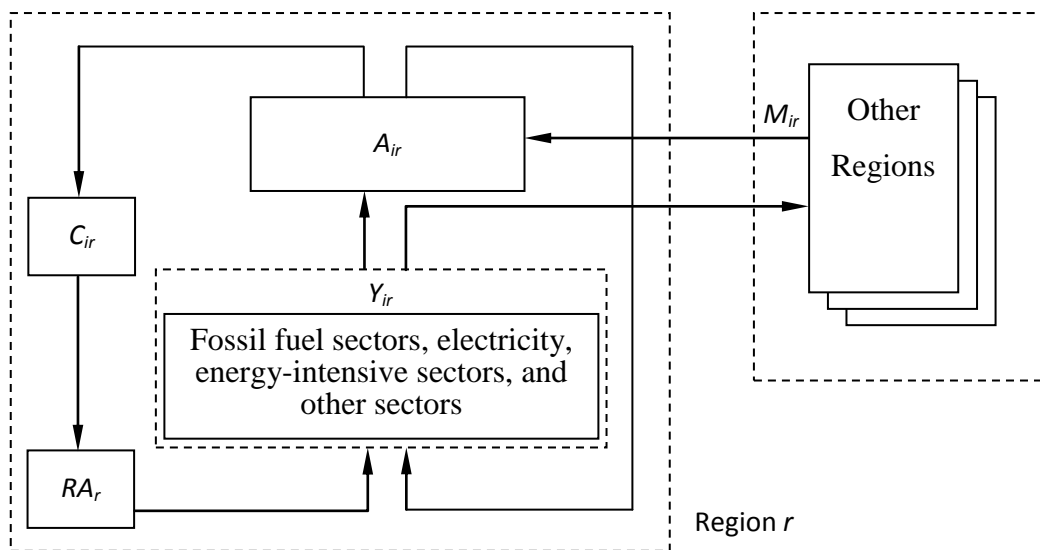 M_ir
Other
Regions
A_ir
C_ir
Y_ir
Fossil fuel sectors, electricity,
energy-intensive sectors, and
other sectors
RA_r
Region r